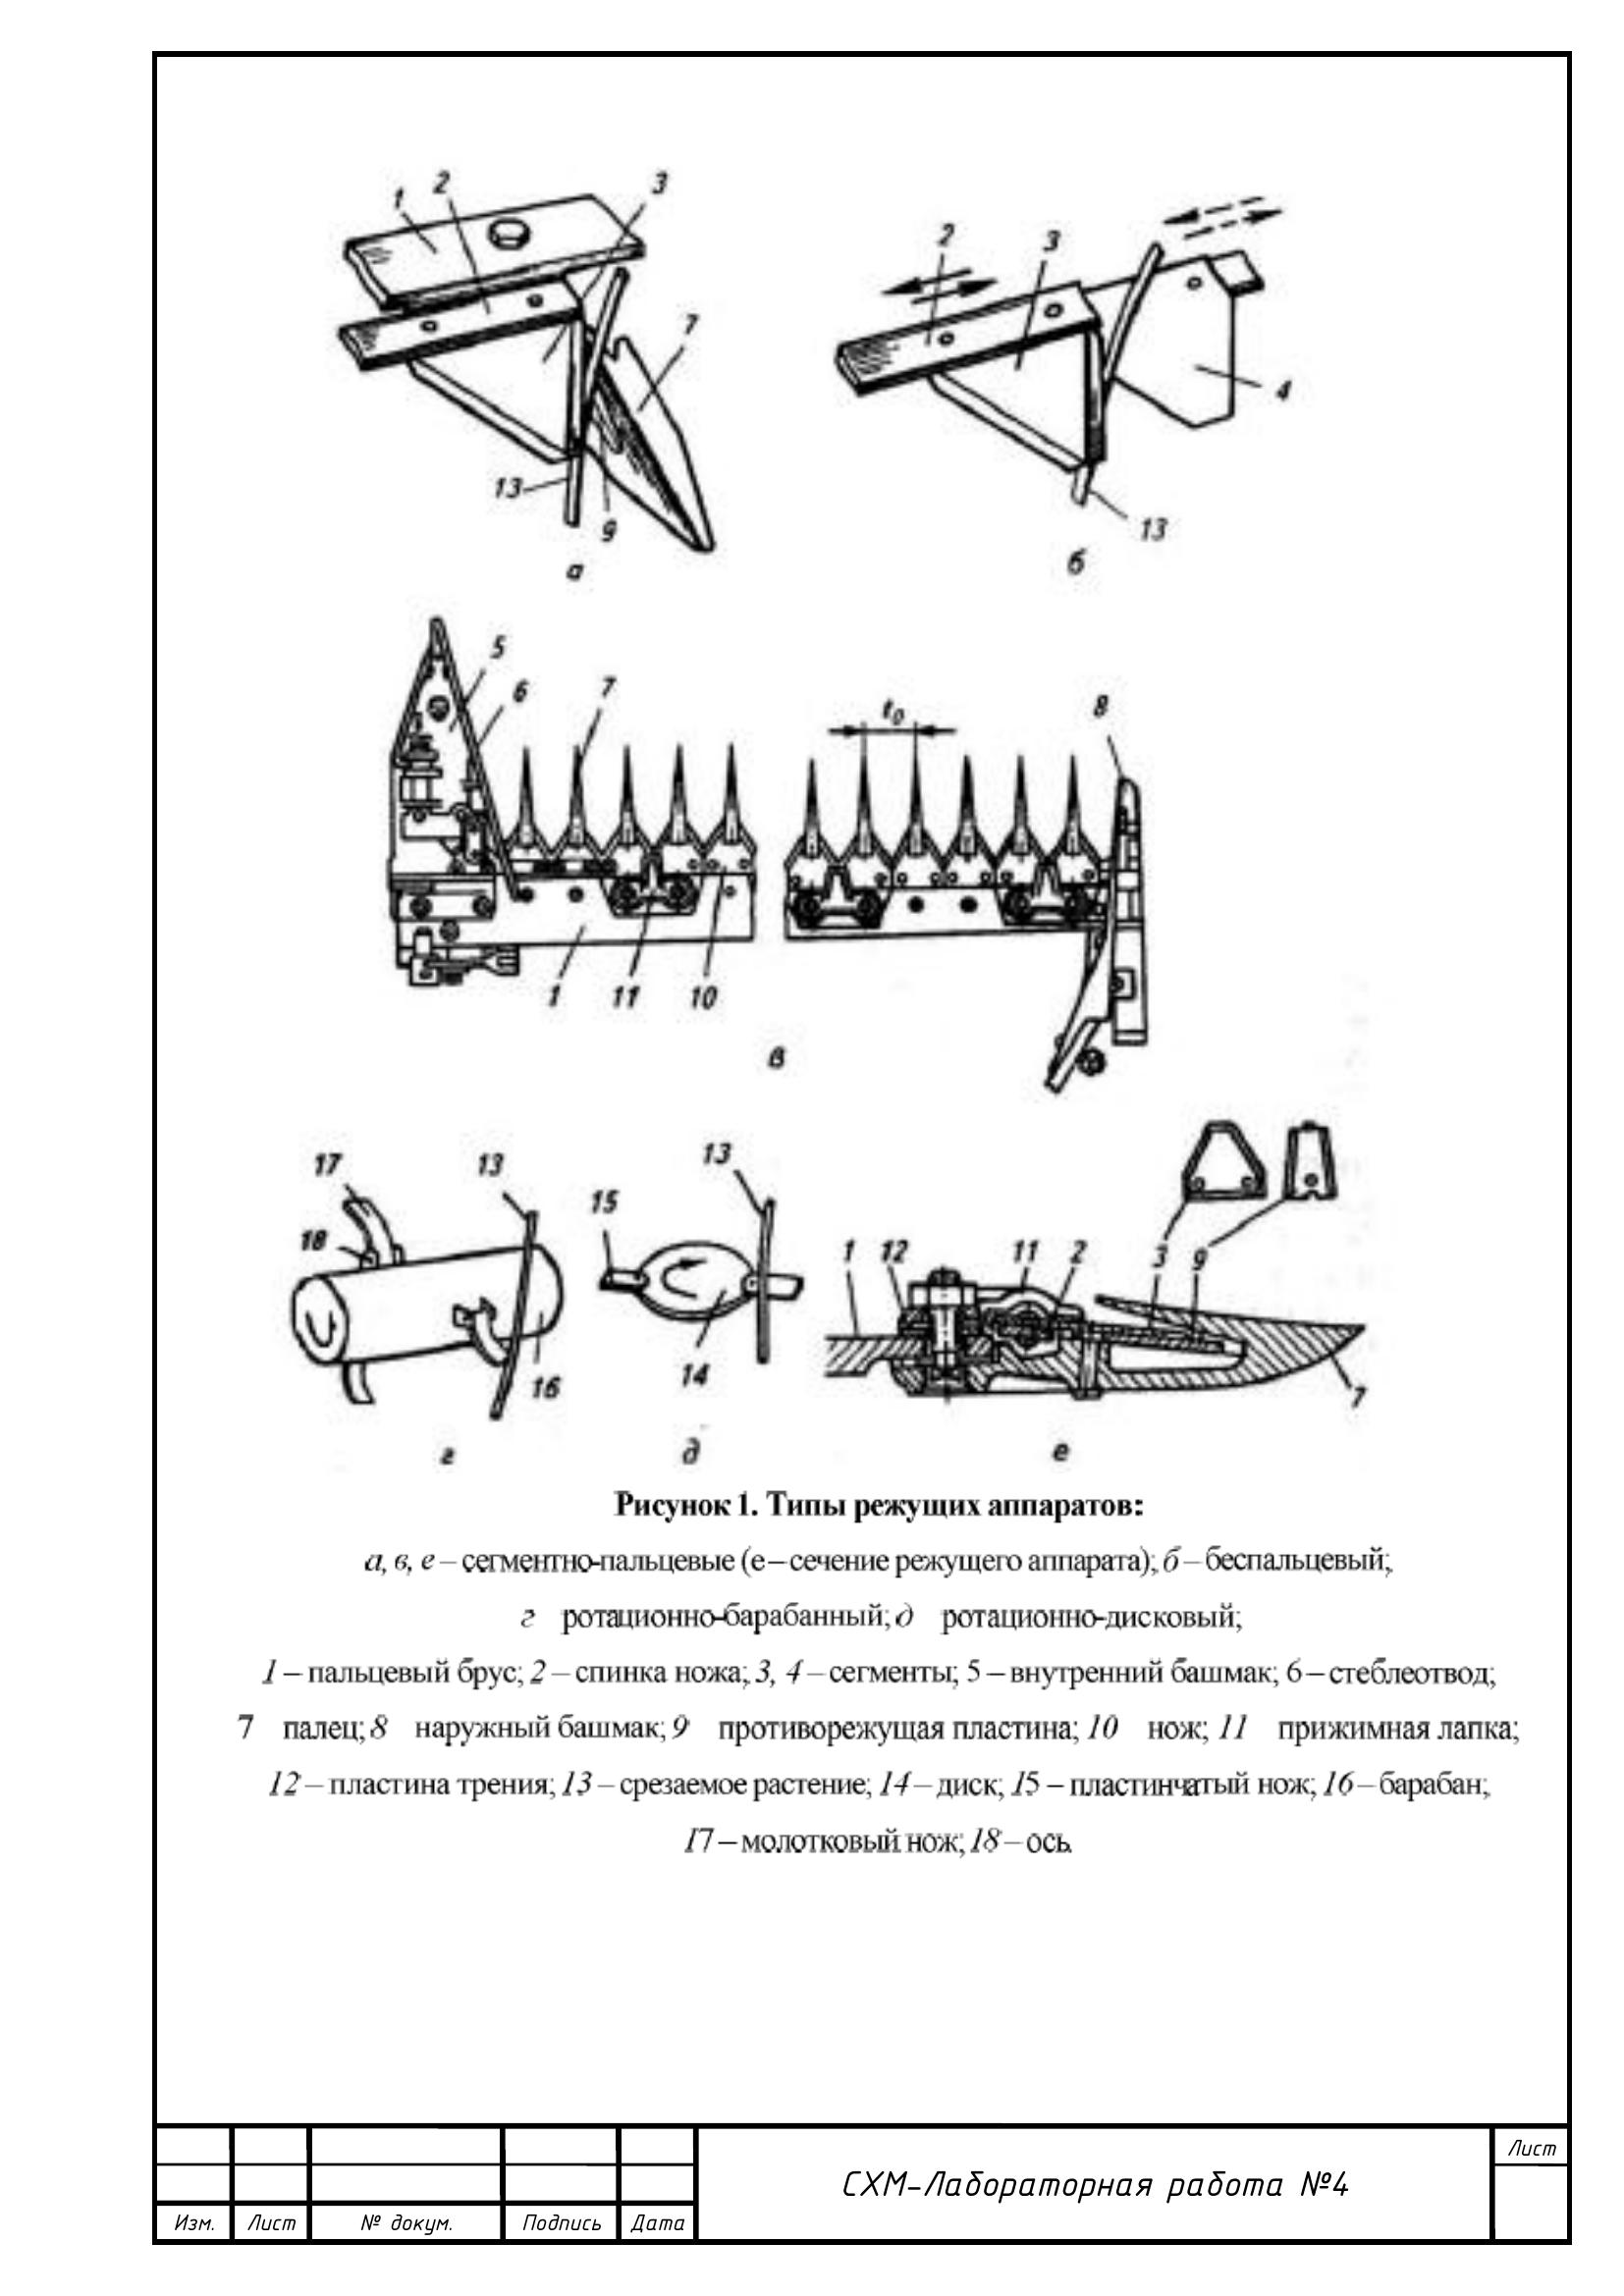 1 2 3
7
13
9
а
2 3
4
13
б
5
6
7
t₀
8
1 11 10
в
17 13
18
16
г
13
15
14
д
1 12 11 2 3 9
7
е
Рисунок 1. Типы режущих аппаратов:
а, в, е – сегментно-пальцевые (е – сечение режущего аппарата); б – беспальцевый;
г ротационно-барабанный; д ротационно-дисковый;
1 – пальцевый брус; 2 – спинка ножа; 3, 4 – сегменты; 5 – внутренний башмак; 6 – стеблеотвод;
7 палец; 8 наружный башмак; 9 противорежущая пластина; 10 нож; 11 прижимная лапка;
12 – пластина трения; 13 – срезаемое растение; 14 – диск; 15 – пластинчатый нож; 16 – барабан;
17 – молотковый нож; 18 – ось.
СХМ-Лабораторная работа №4
Лист
Изм. Лист № докум. Подпись Дата